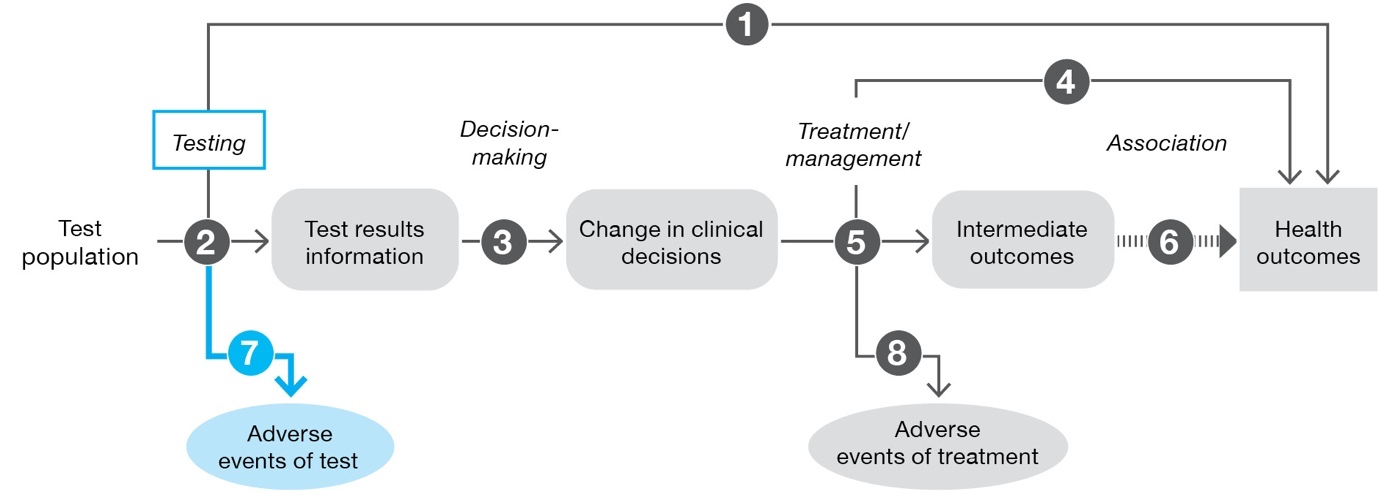 1
4
Testing
Decision-
making
Treatment/
management
Association
Test
population
2
Test results
information
3
Change in clinical
decisions
5
Intermediate
outcomes
6
Health
outcomes
7
8
Adverse
events of test
Adverse
events of treatment